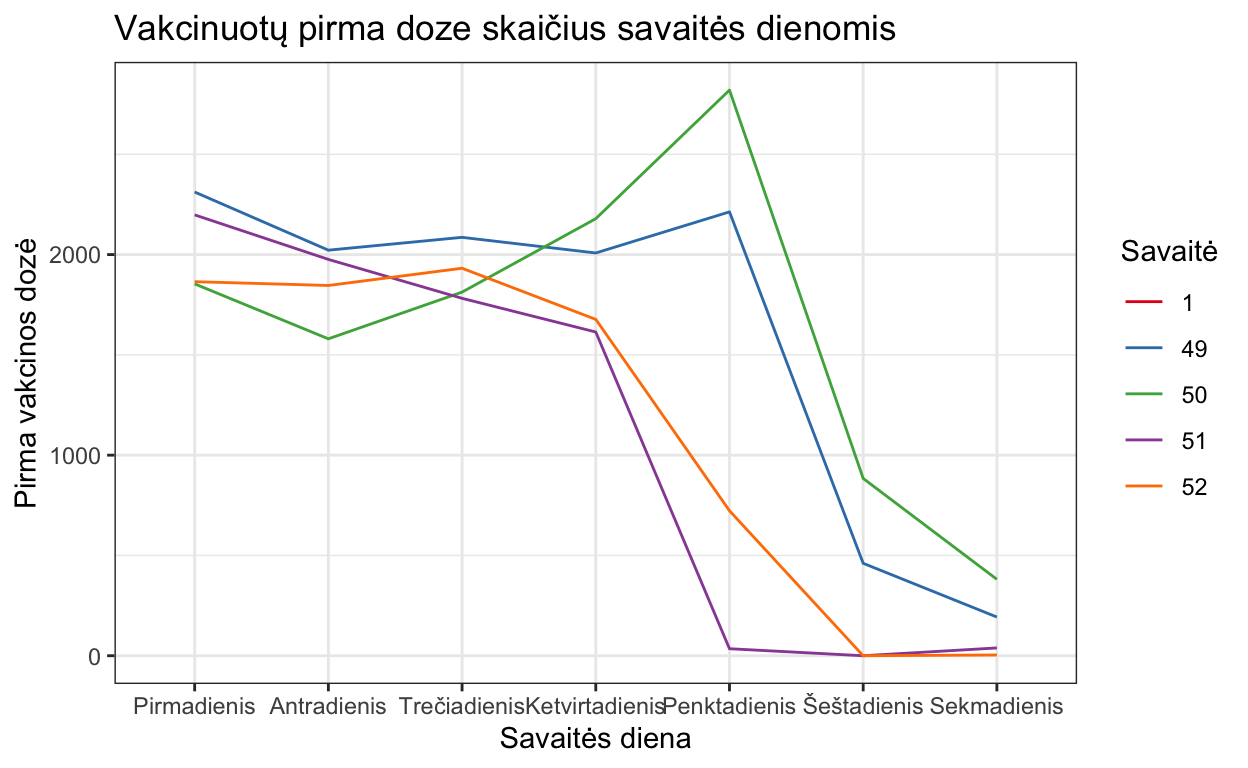 Vakcinuotų pirma doze skaičius savaitės dienomis
Pirma vakcinos dozė
2000
1000
0
Pirmadienis Antradienis Trečiadienis Ketvirtadienis Penktadienis Šeštadienis Sekmadienis
Savaitės diena
Savaitė
1
49
50
51
52